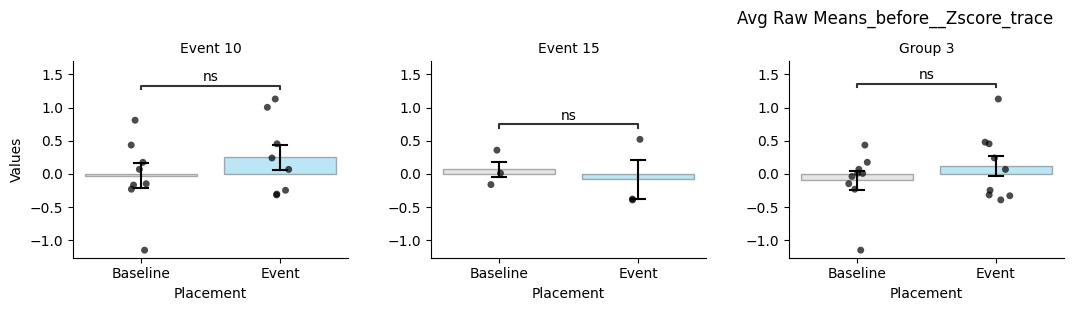 Avg Raw Means_before__Zscore_trace
Event 10
Event 15
Group 3
ns
ns
ns
Values
1.5
1.0
0.5
0.0
−0.5
−1.0
1.5
1.0
0.5
0.0
−0.5
−1.0
1.5
1.0
0.5
0.0
−0.5
−1.0
Baseline Event
Baseline Event
Baseline Event
Placement
Placement
Placement